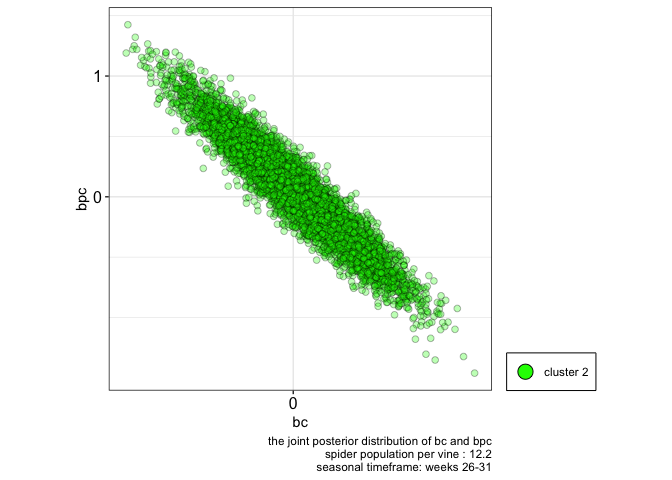 1
0
bpc
0
bc
cluster 2
the joint posterior distribution of bc and bpc
spider population per vine : 12.2
seasonal timeframe: weeks 26-31